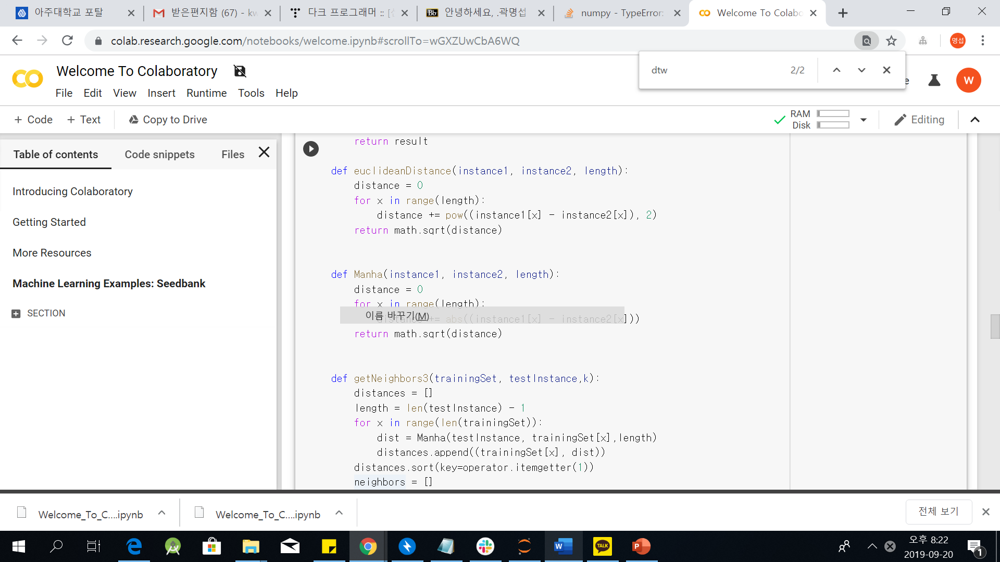 아주대학교 포탈
받은편지함 (67) - kw
다크 프로그래머 :: [
안녕하세요, .곽명섭
numpy - TypeError:
Welcome To Colabo
colab.research.google.com/notebooks/welcome.ipynb#scrollTo=wGXZUwCbA6WQ
명섭
dtw
2/2
Welcome To Colaboratory
e
W
File
Edit
View
Insert
Runtime
Tools
Help
+ Code
+ Text
Copy to Drive
RAM
Disk
Editing
Table of contents
Code snippets
Files
Introducing Colaboratory
Getting Started
More Resources
Machine Learning Examples: Seedbank
SECTION
return result
def euclideanDistance(instance1, instance2, length):
distance = 0
for x in range(length):
distance += pow((instance1[x] - instance2[x]), 2)
return math.sqrt(distance)
def Manha(instance1, instance2, length):
distance = 0
for x in range(length):
이름 바꾸기(M)
distance += abs((instance1[x] - instance2[x]))
return math.sqrt(distance)
def getNeighbors3(trainingSet, testInstance,k):
distances = []
length = len(testInstance) - 1
for x in range(len(trainingSet)):
dist = Manha(testInstance, trainingSet[x],length)
distances.append((trainingSet[x], dist))
distances.sort(key=operator.itemgetter(1))
neighbors = []
Welcome_To_C....ipynb
Welcome_To_C....ipynb
전체 보기
Bb
W
TALK
P
오후 8:22
2019-09-20
1